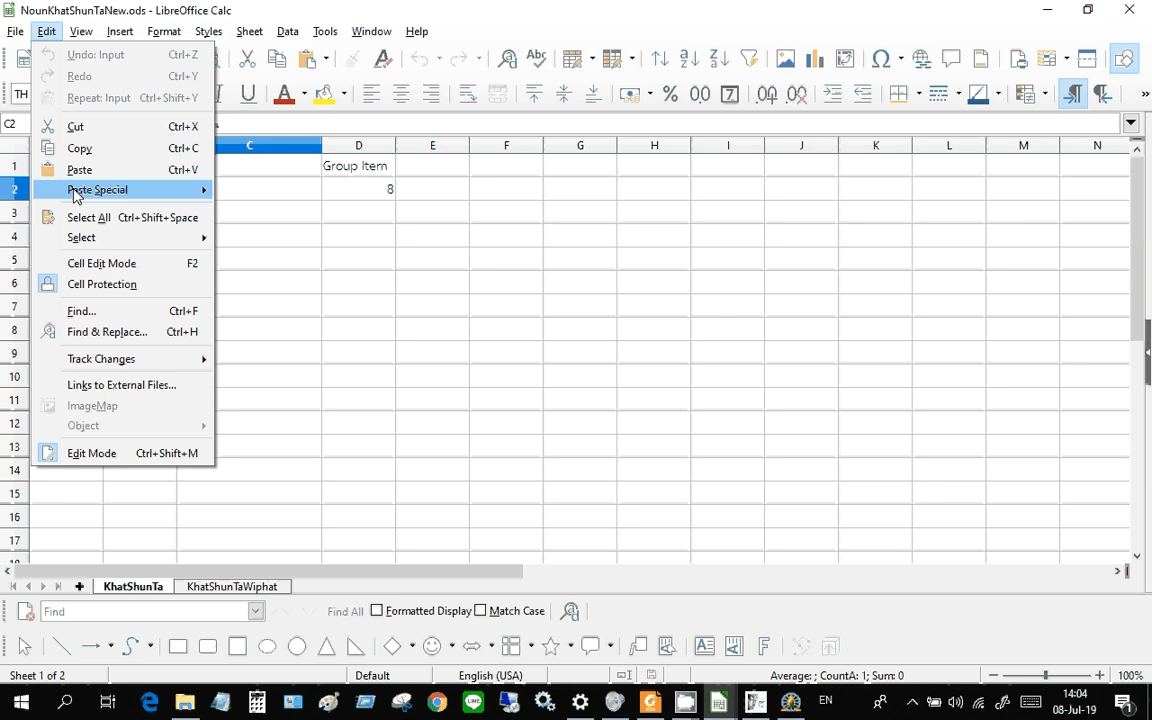 NounKhatShunTaNew.ods - LibreOffice Calc
File Edit View Insert Format Styles Sheet Data Tools Window Help
Undo: Input Ctrl+Z
Redo Ctrl+Y
Repeat: Input Ctrl+Shift+Y
Cut Ctrl+X
Copy Ctrl+C
Paste Ctrl+V
Paste Special
Select All Ctrl+Shift+Space
Select
Cell Edit Mode F2
Cell Protection
Find... Ctrl+F
Find & Replace... Ctrl+H
Track Changes
Links to External Files...
ImageMap
Object
Edit Mode Ctrl+Shift+M
TH
C2
C D E F G H I J K L M N
1 Group Item
2 8
3
4
5
6
7
8
9
10
11
12
13
14
15
16
17
18
KhatShunTa KhatShunTaWiphat
Find Find All Formatted Display Match Case
Sheet 1 of 2 Default English (USA) Average: ; CountA: 1; Sum: 0 100%
EN 14:04
08-Jul-19
1